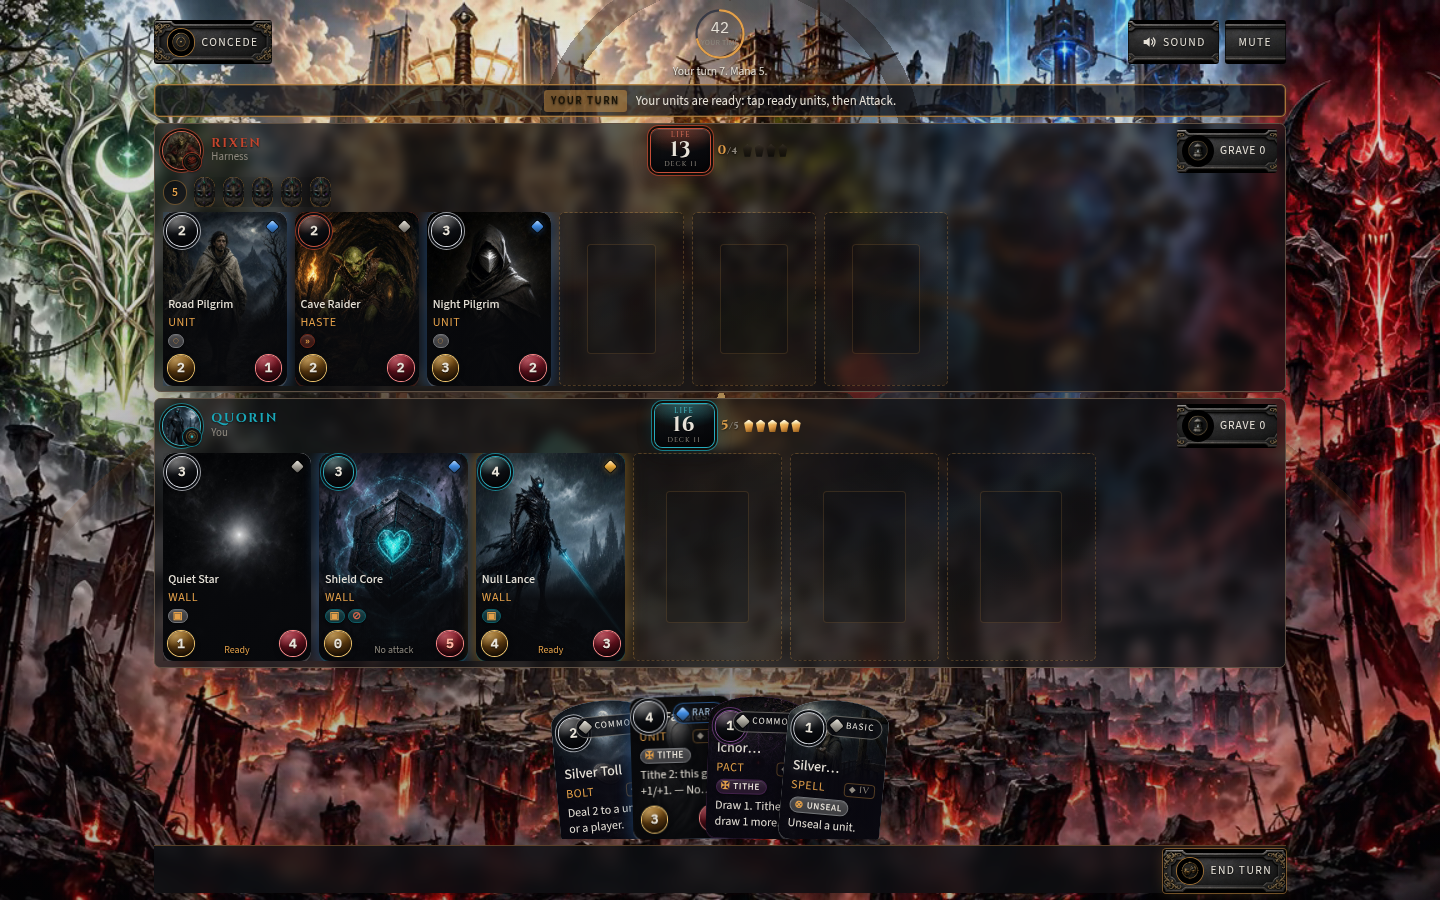 CONCEDE
42
Your turn 7. Mana 5.
SOUND
MUTE
YOUR TURN
Your units are ready: tap ready units, then Attack.
RIXEN
Harness
LIFE
13
DECK 11
0/4
GRAVE 0
5
2
Road Pilgrim
UNIT
2
1
2
Cave Raider
HASTE
2
2
3
Night Pilgrim
UNIT
3
2
QUORIN
You
LIFE
16
DECK 11
5/5
GRAVE 0
3
Quiet Star
WALL
1
Ready
4
3
Shield Core
WALL
0
No attack
5
4
Null Lance
WALL
4
Ready
3
2
COMMO
Silver Toll
BOLT
Deal 2 to a un
or a player.
4
RAR
UNIT
TITHE
Tithe 2: this g
+1/+1. — No..
3
1
COMMO
Ichor...
PACT
TITHE
Draw 1. Tithe
draw 1 more
1
BASIC
Silver...
SPELL
IV
UNSEAL
Unseal a unit.
END TURN